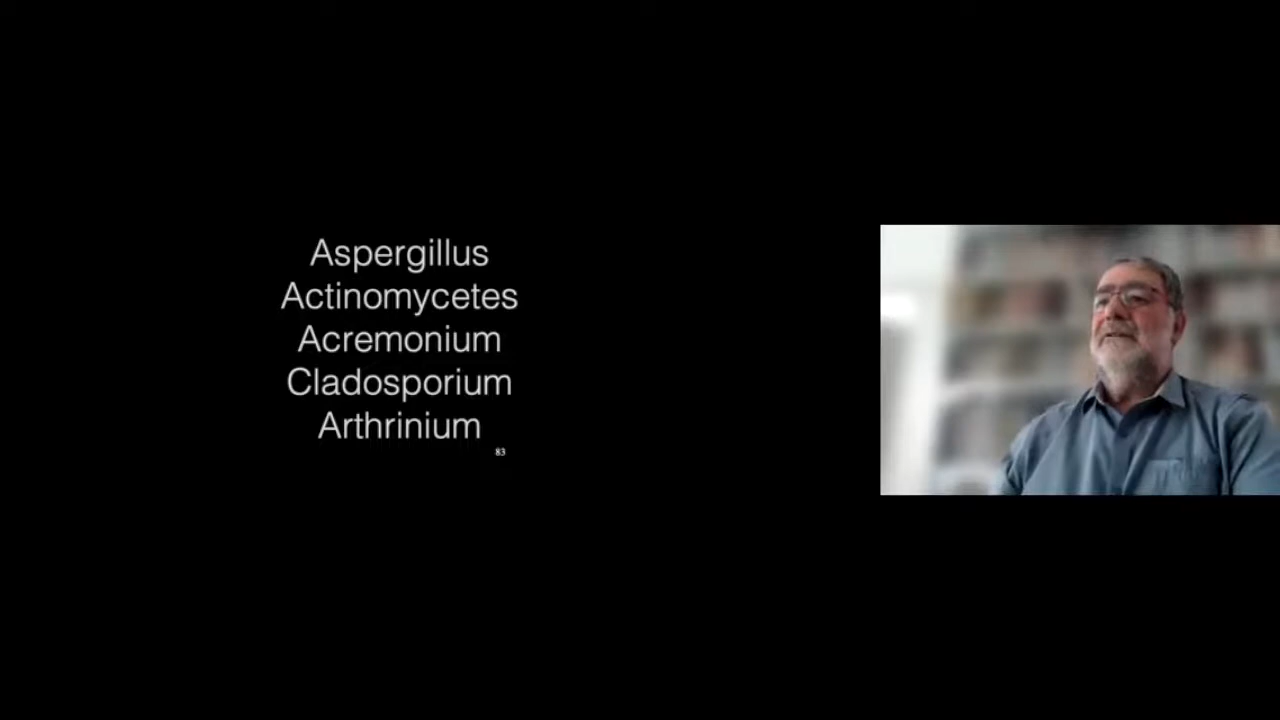 Aspergillus
Actinomycetes
Acremonium
Cladosporium
Arthrinium
83